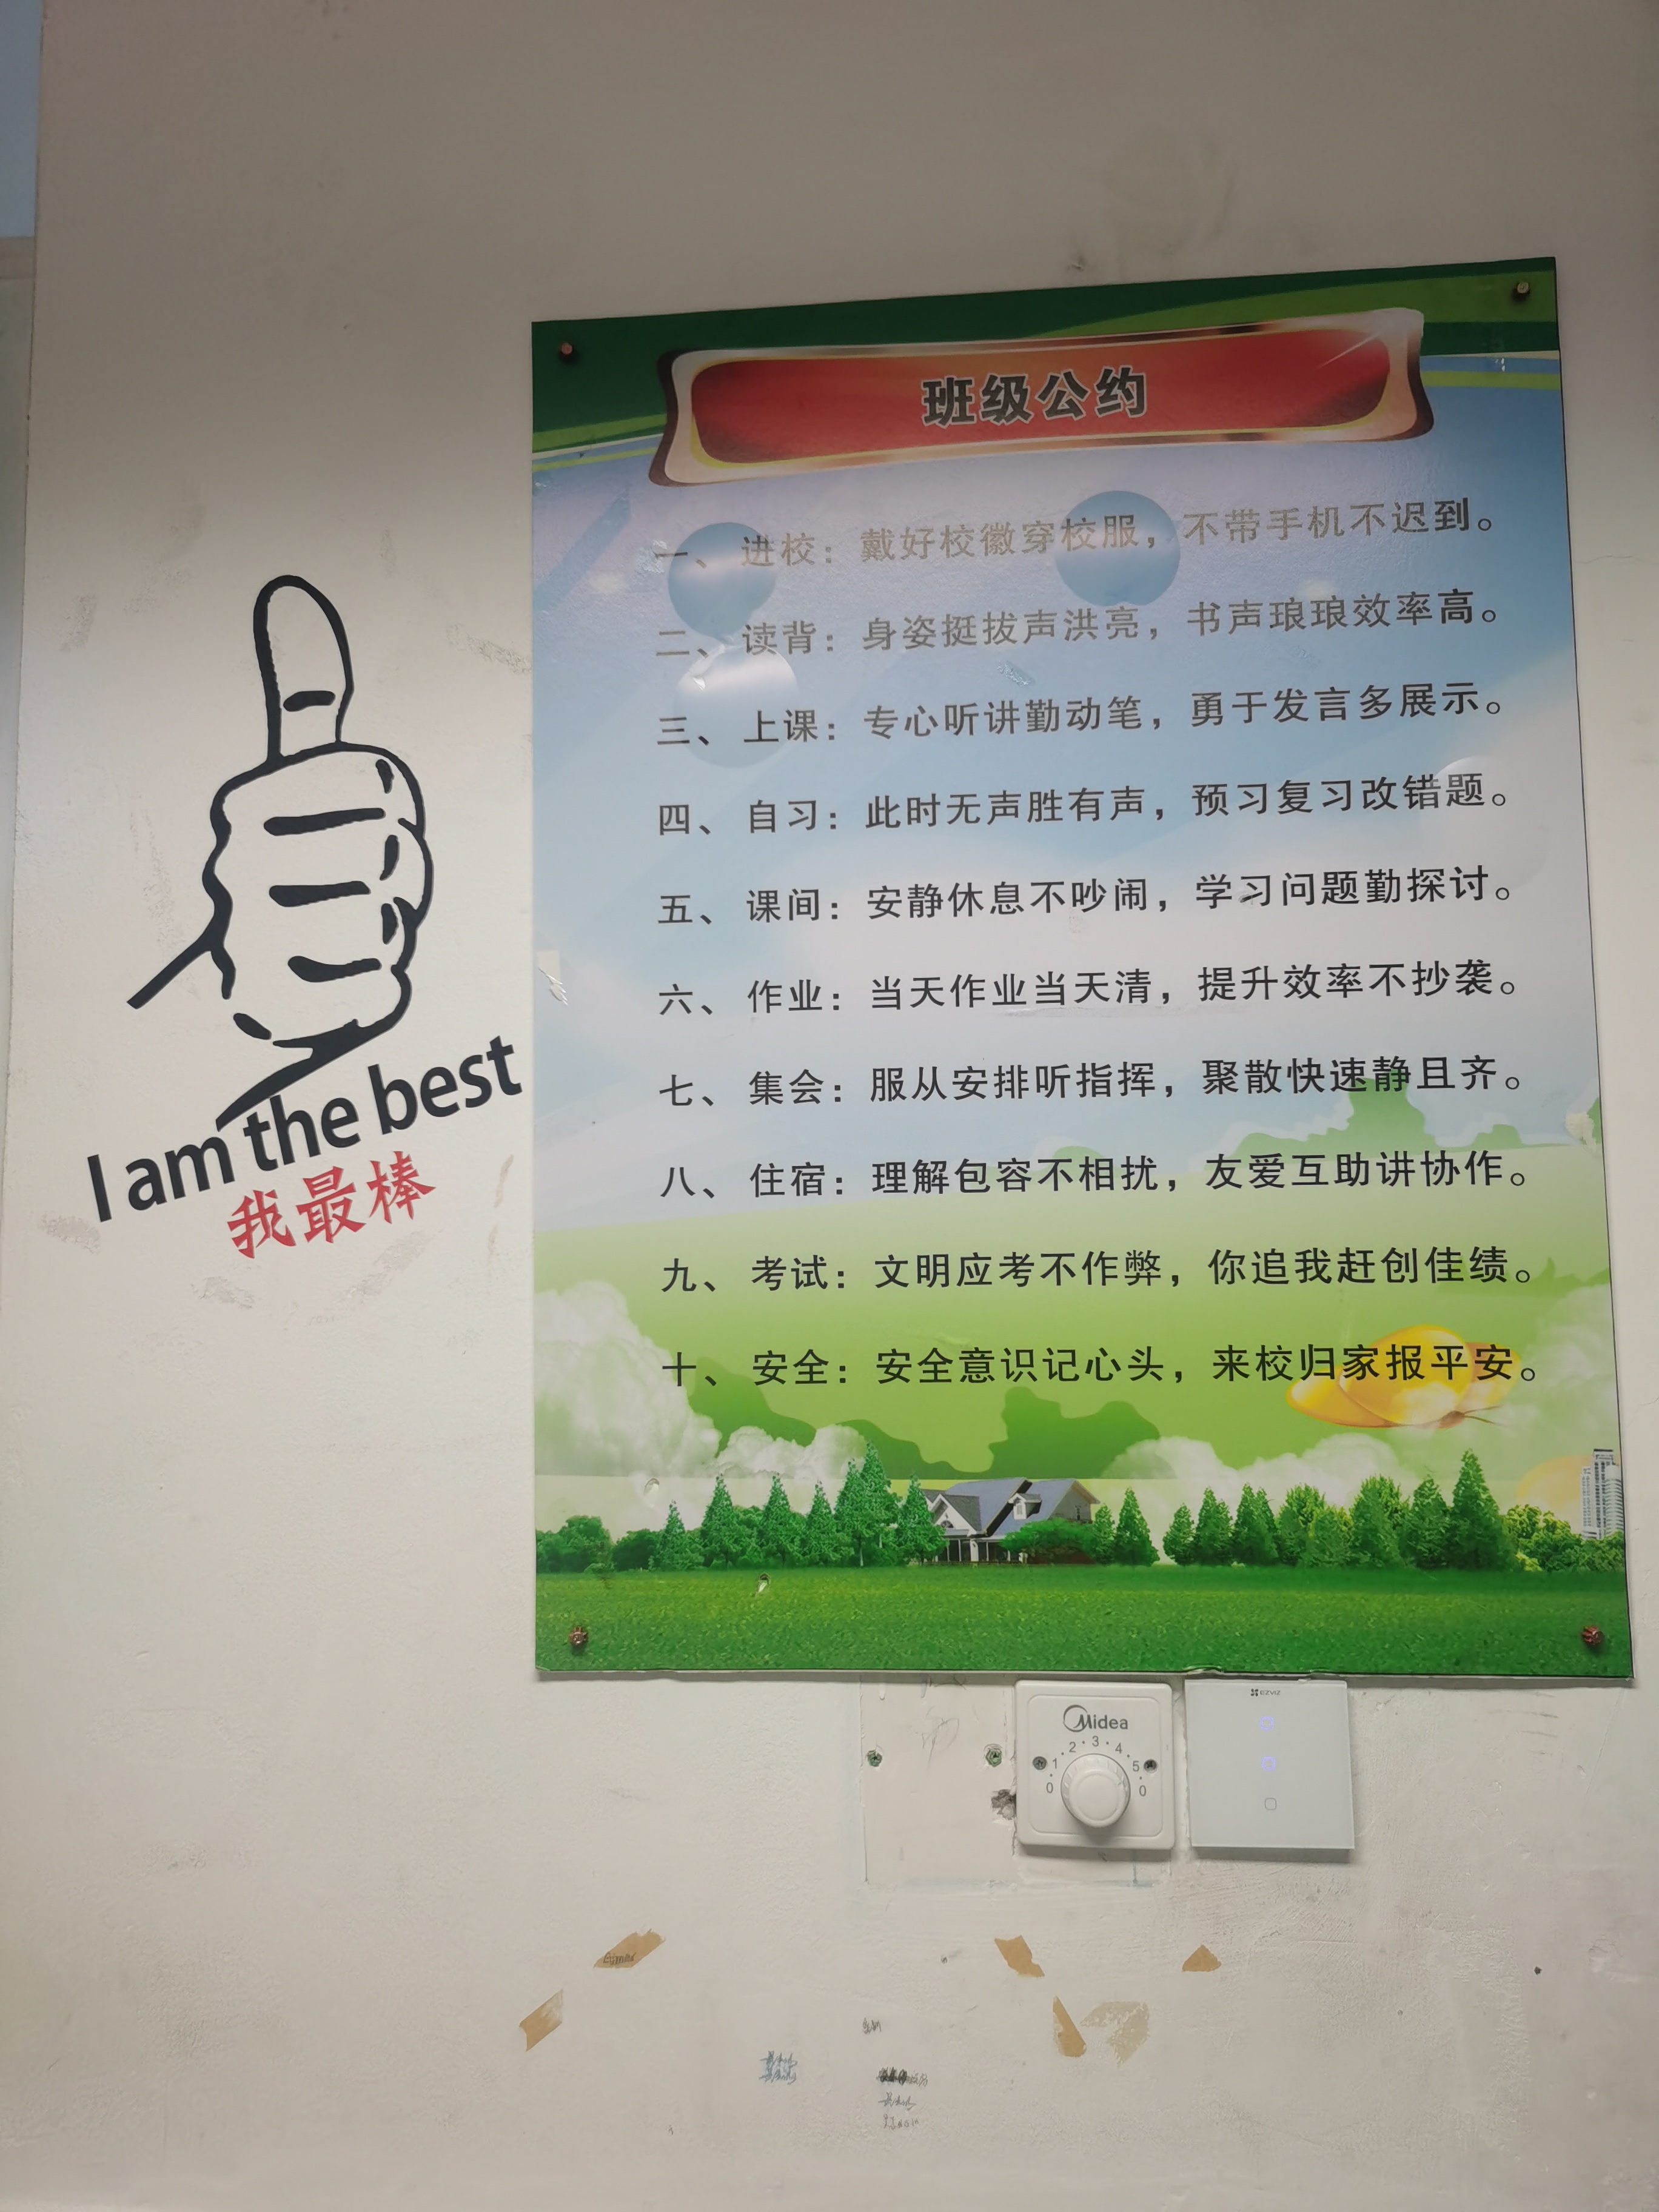 班级公约
一、进校：戴好校徽穿校服，不带手机不迟到。
二、读背：身姿挺拔声洪亮，书声琅琅效率高。
三、上课：专心听讲勤动笔，勇于发言多展示。
四、自习：此时无声胜有声，预习复习改错题。
五、课间：安静休息不吵闹，学习问题勤探讨。
六、作业：当天作业当天清，提升效率不抄袭。
七、集会：服从安排听指挥，聚散快速静且齐。
八、住宿：理解包容不相扰，友爱互助讲协作。
九、考试：文明应考不作弊，你追我赶创佳绩。
十、安全：安全意识记心头，来校归家报平安。
I am the best
我最棒
Midea
0 1 2 3 4 5 0
ezviz